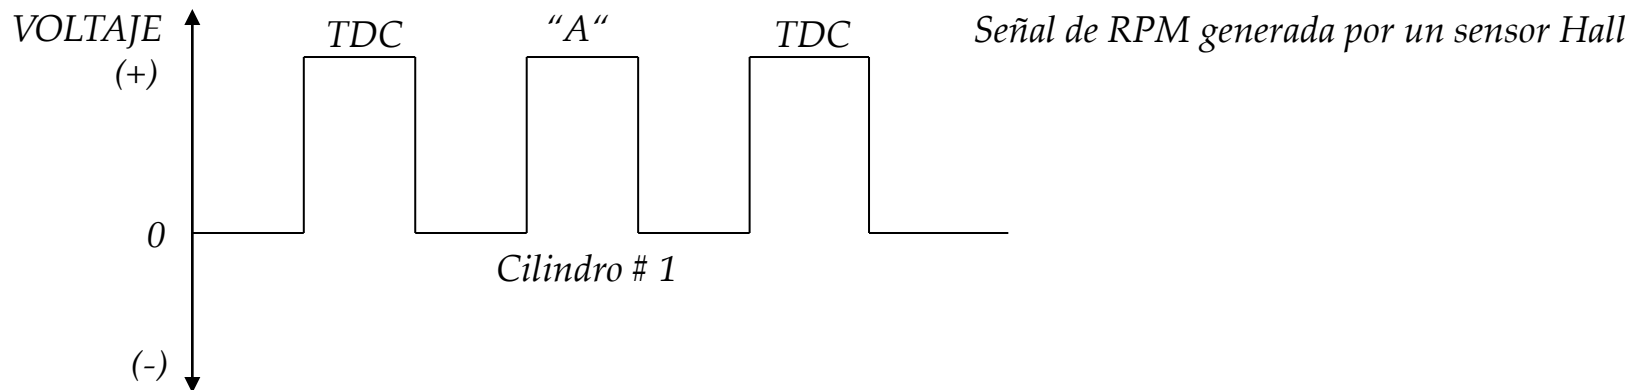 VOLTAJE
(+)
TDC “A“ TDC
Señal de RPM generada por un sensor Hall
0
Cilindro # 1
(-)